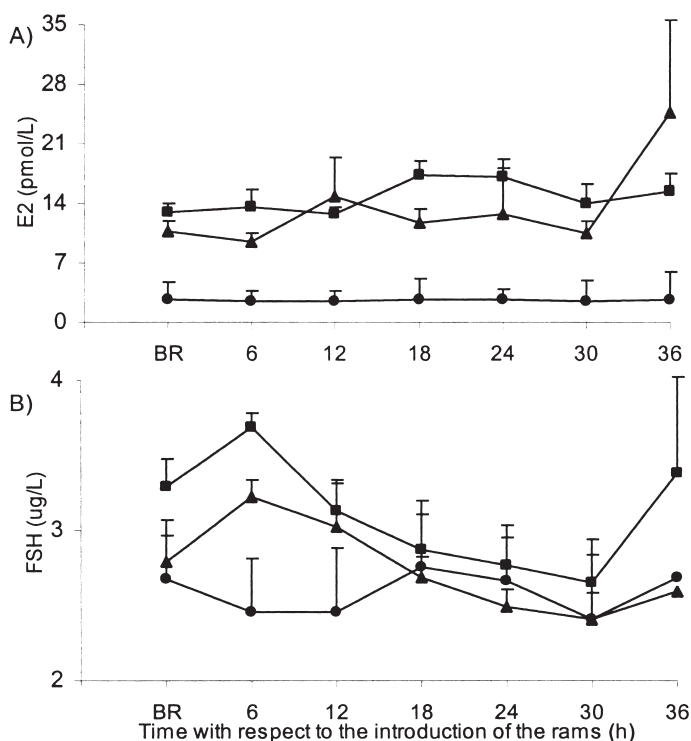 A)
35
28
21
14
7
0
E2 (pmol/L)
BR 6 12 18 24 30 36
B)
4
3
2
FSH (ug/L)
BR 6 12 18 24 30 36
Time with respect to the introduction of the rams (h)